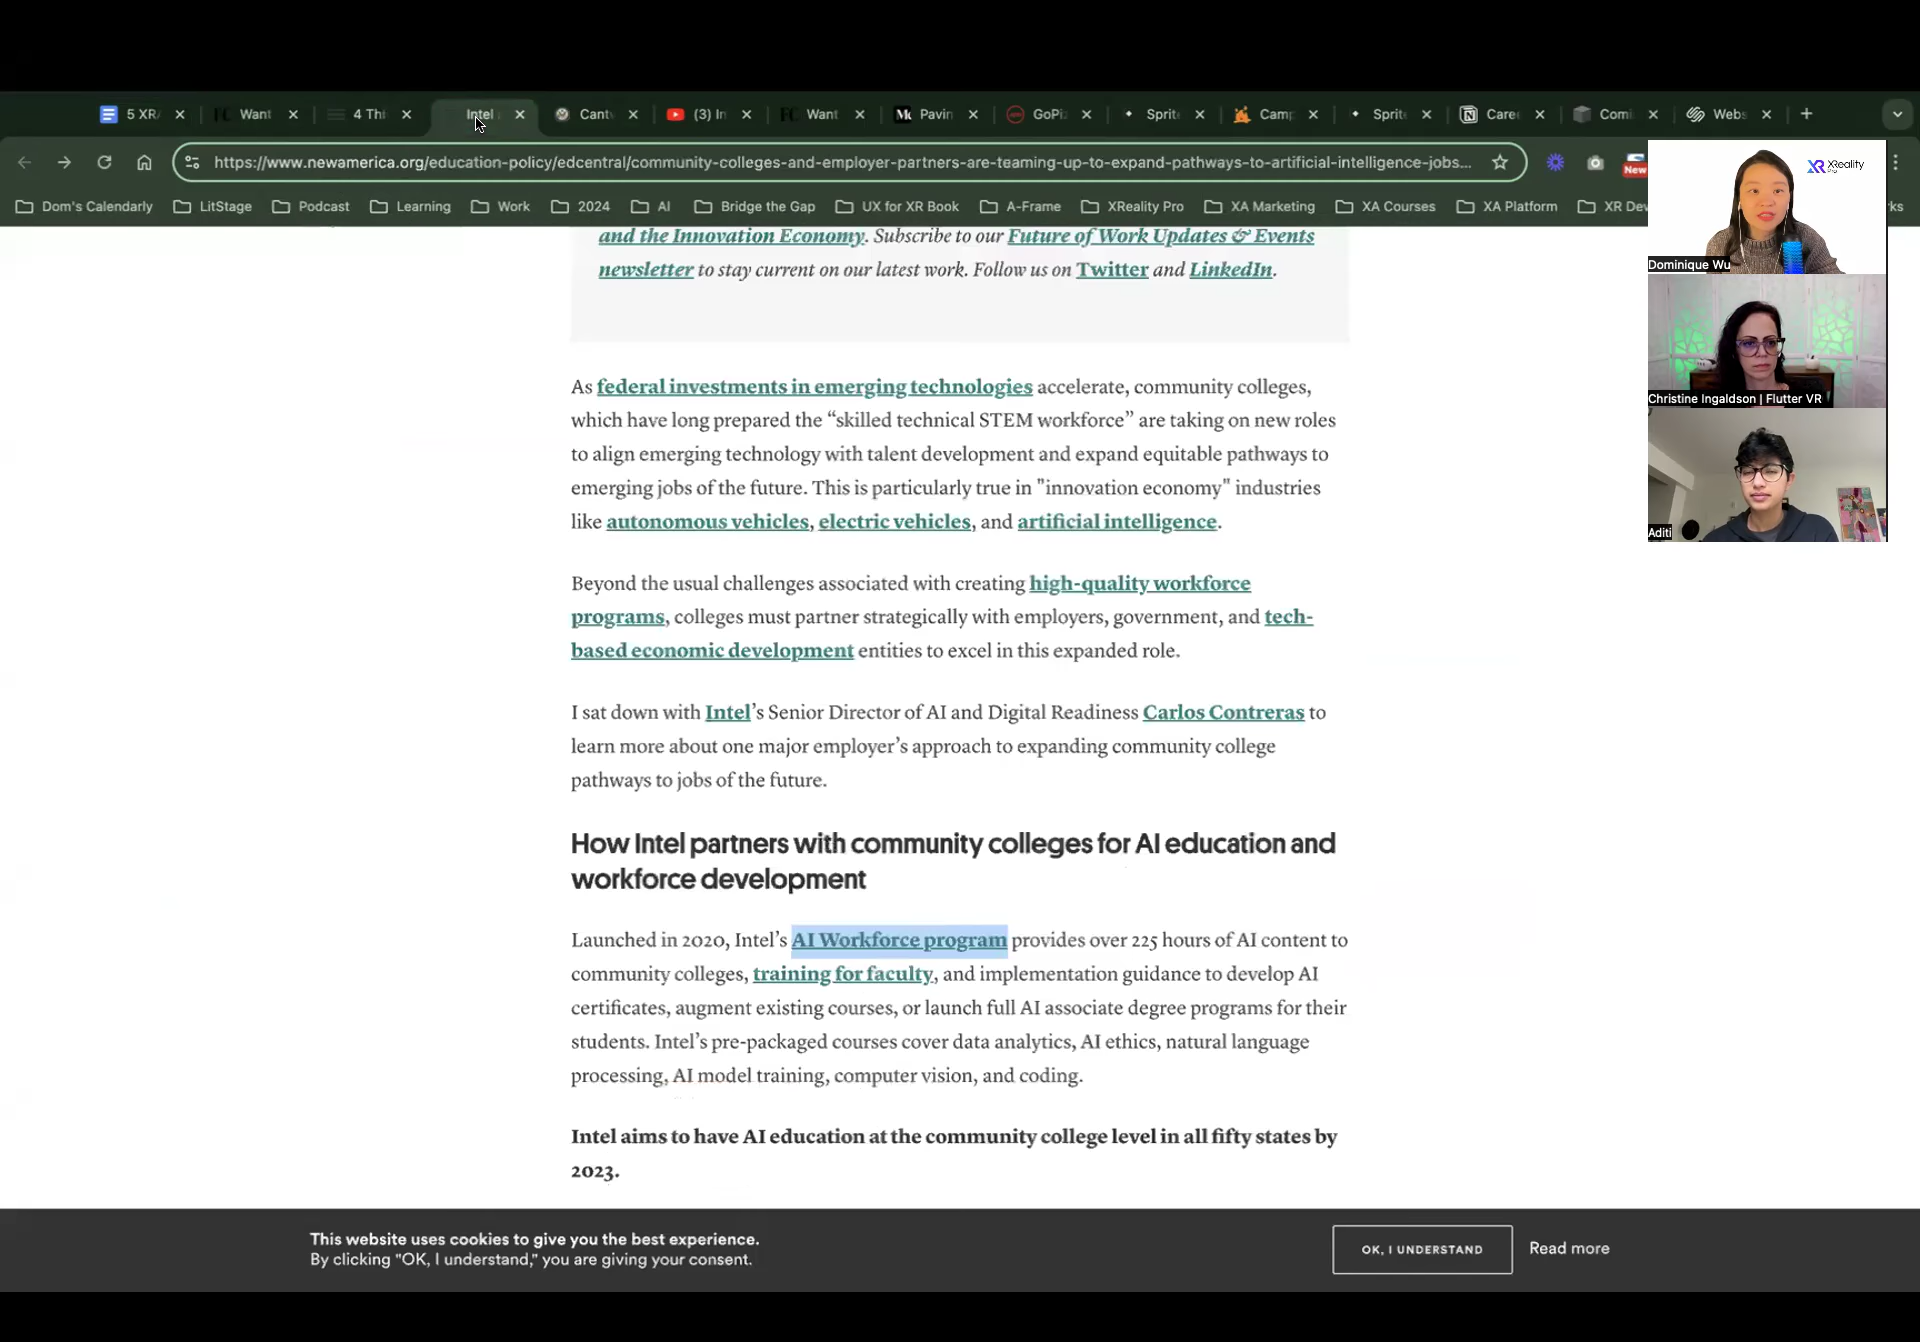 5 XR
Want
4 Thi
Intel
Cant
(3) In
Want
Pavin
GoPi
Sprit
Camp
Sprit
Care
Comi
Webs
https://www.newamerica.org/education-policy/edcentral/community-colleges-and-employer-partners-are-teaming-up-to-expand-pathways-to-artificial-intelligence-jobs...
New
Dom's Calendarly
LitStage
Podcast
Learning
Work
2024
AI
Bridge the Gap
UX for XR Book
A-Frame
XReality Pro
XA Marketing
XA Courses
XA Platform
XR Dev
ks
XReality
Dominique Wu
Christine Ingaldson | Flutter VR
Aditi
and the Innovation Economy. Subscribe to our Future of Work Updates & Events
newsletter to stay current on our latest work. Follow us on Twitter and LinkedIn.
As federal investments in emerging technologies accelerate, community colleges,
which have long prepared the “skilled technical STEM workforce” are taking on new roles
to align emerging technology with talent development and expand equitable pathways to
emerging jobs of the future. This is particularly true in "innovation economy" industries
like autonomous vehicles, electric vehicles, and artificial intelligence.
Beyond the usual challenges associated with creating high-quality workforce
programs, colleges must partner strategically with employers, government, and tech-
based economic development entities to excel in this expanded role.
I sat down with Intel’s Senior Director of AI and Digital Readiness Carlos Contreras to
learn more about one major employer’s approach to expanding community college
pathways to jobs of the future.
How Intel partners with community colleges for AI education and
workforce development
Launched in 2020, Intel’s AI Workforce program provides over 225 hours of AI content to
community colleges, training for faculty, and implementation guidance to develop AI
certificates, augment existing courses, or launch full AI associate degree programs for their
students. Intel’s pre-packaged courses cover data analytics, AI ethics, natural language
processing, AI model training, computer vision, and coding.
Intel aims to have AI education at the community college level in all fifty states by
2023.
This website uses cookies to give you the best experience.
By clicking "OK, I understand," you are giving your consent.
OK, I UNDERSTAND
Read more